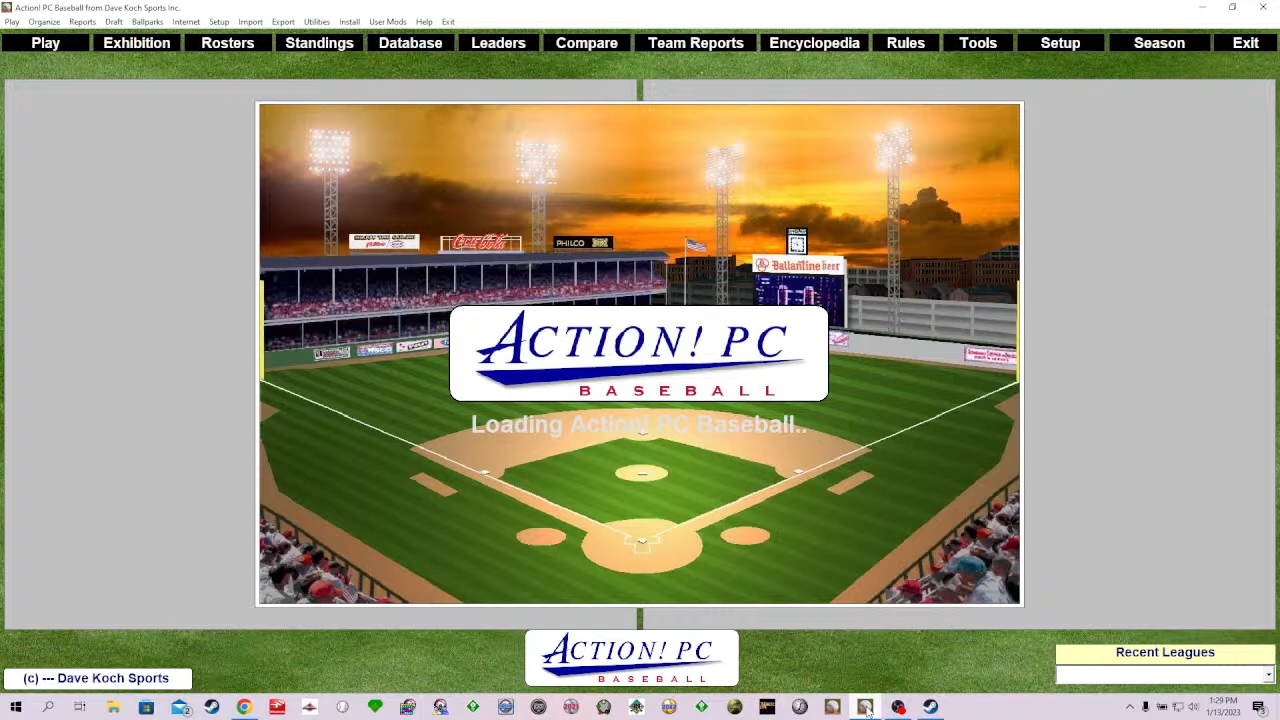 Action! PC Baseball from Dave Koch Sports Inc.
Play Organize Reports Draft Ballparks Internet Setup Import Export Utilities Install User Mods Help Exit
Play Exhibition Rosters Standings Database Leaders Compare Team Reports Encyclopedia Rules Tools Setup Season Exit
Coca-Cola
PHILCO
Ballantine beer
ACTION! PC
BASEBALL
Loading Action! PC Baseball..
ACTION! PC
BASEBALL
Recent Leagues
(c) --- Dave Koch Sports
1:29 PM
1/13/2023